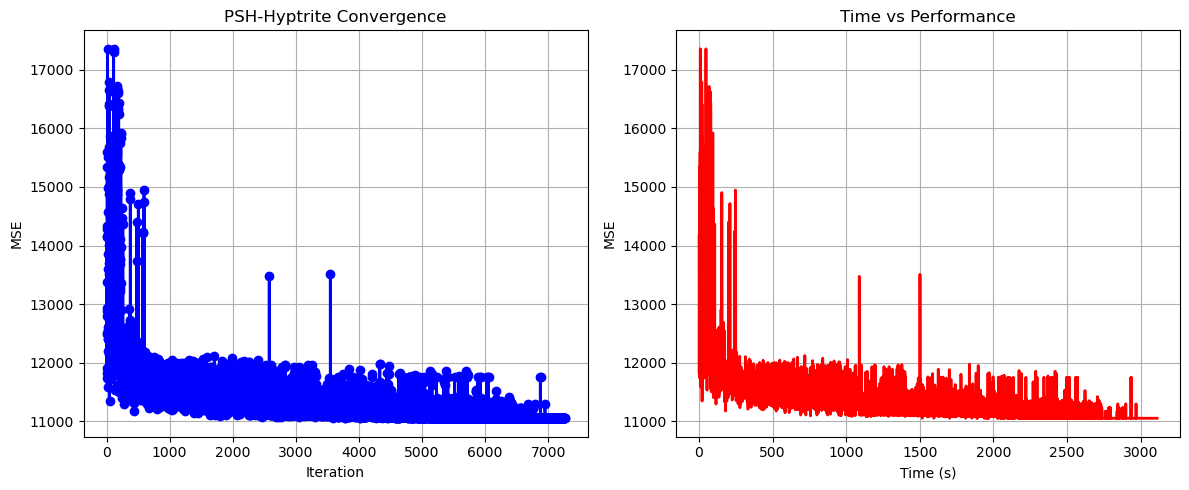 PSH-Hyptrite Convergence
17000
16000
15000
14000
13000
12000
11000
MSE
0 1000 2000 3000 4000 5000 6000 7000
Iteration
Time vs Performance
17000
16000
15000
14000
13000
12000
11000
MSE
0 500 1000 1500 2000 2500 3000
Time (s)